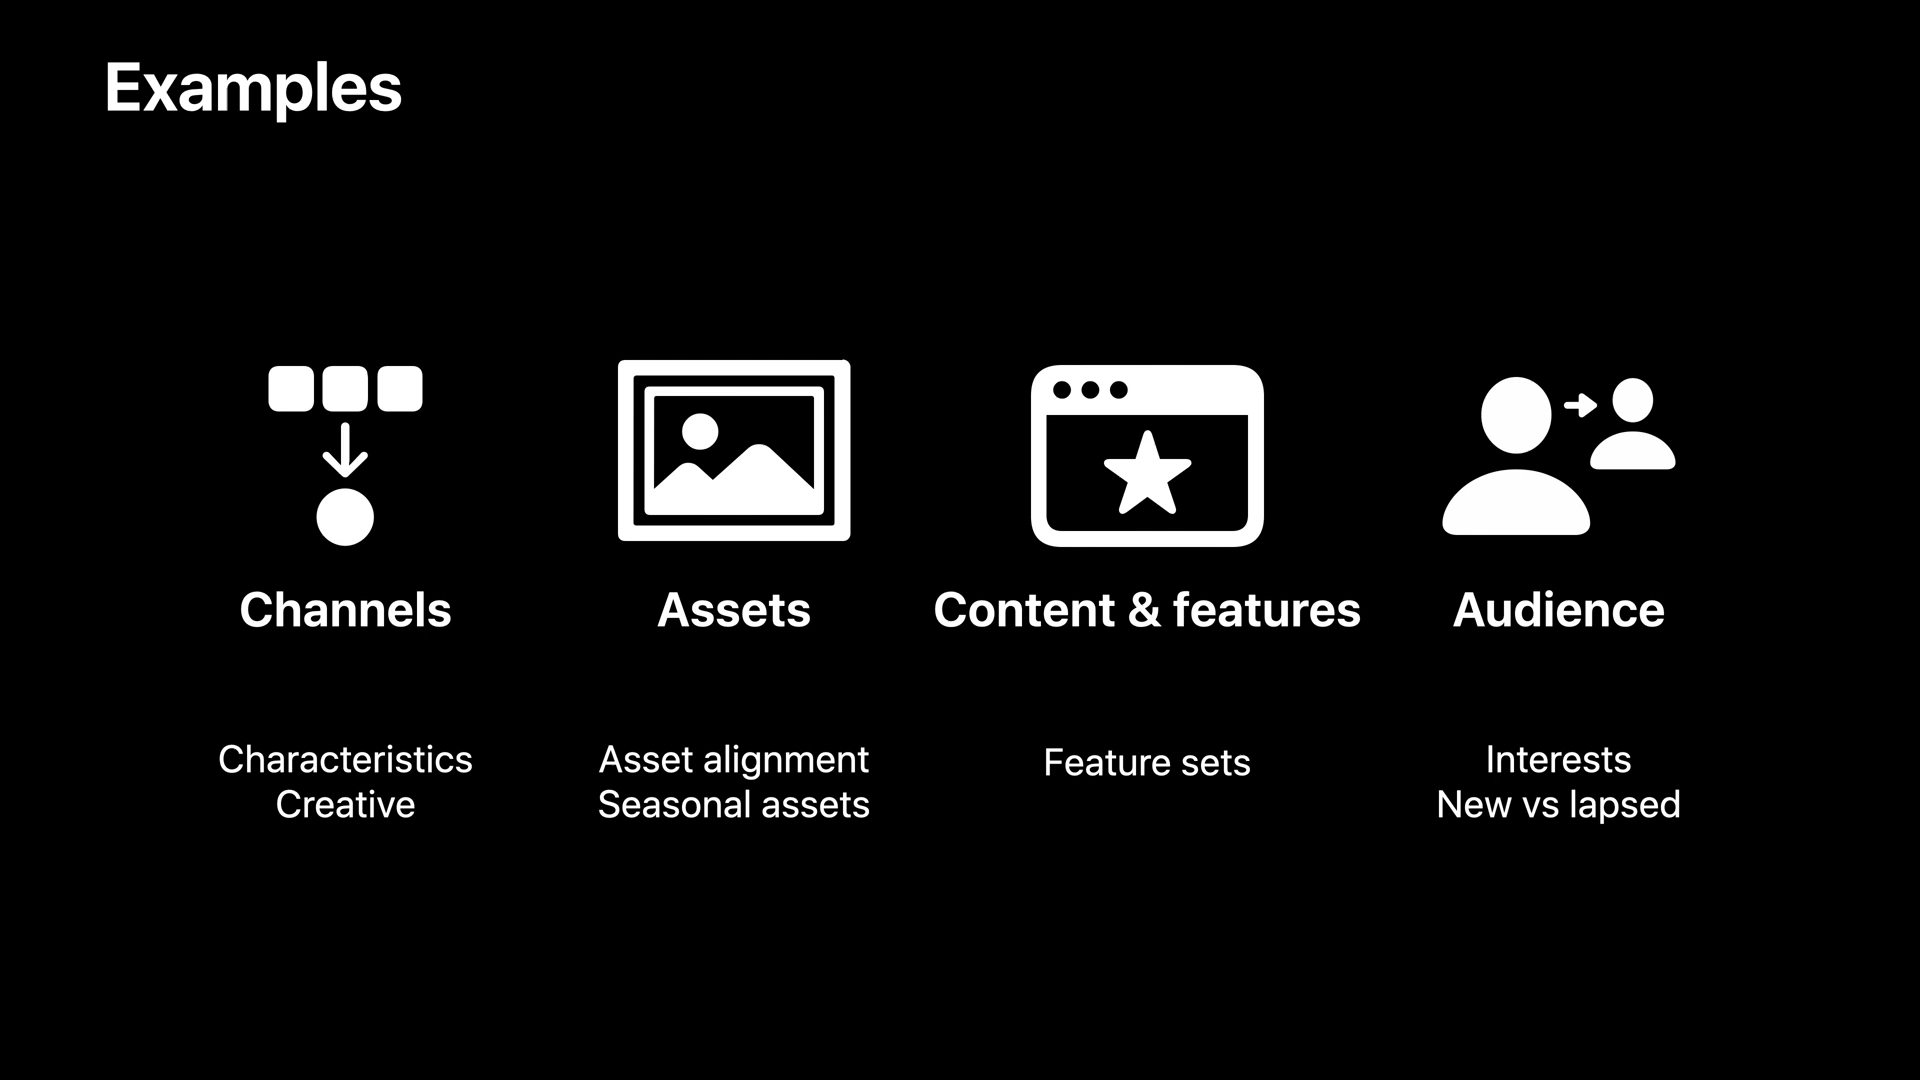 Examples
Channels
Characteristics
Creative
Assets
Asset alignment
Seasonal assets
Content & features
Feature sets
Audience
Interests
New vs lapsed